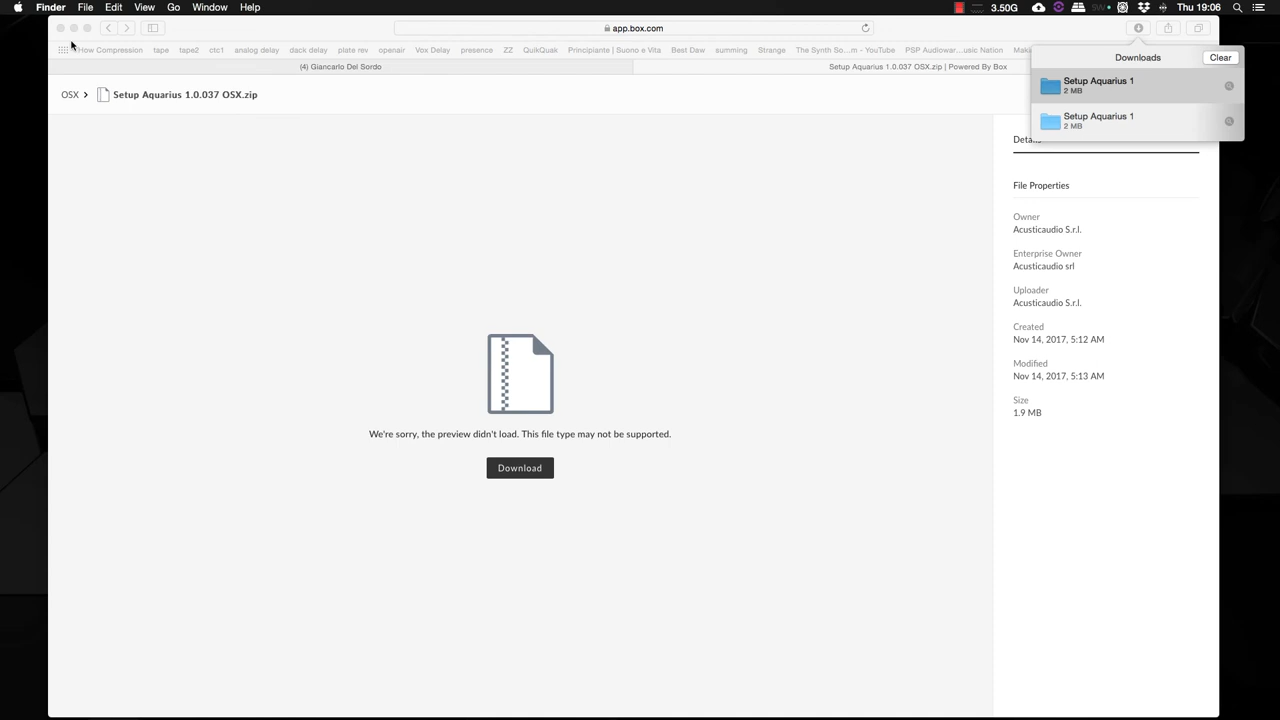 Finder File Edit View Go Window Help
3.50G SW Thu 19:06
app.box.com
How Compression tape tape2 ctc1 analog delay dack delay plate rev openair Vox Delay presence ZZ QuikQuak Principiante | Suono e Vita Best Daw summing Strange The Synth So...m - YouTube PSP Audiowar...usic Nation
(4) Giancarlo Del Sordo
Setup Aquarius 1.0.037 OSX.zip | Powered By Box
Downloads
Clear
Setup Aquarius 1
2 MB
Setup Aquarius 1
2 MB
OSX
Setup Aquarius 1.0.037 OSX.zip
We're sorry, the preview didn't load. This file type may not be supported.
Download
Details
File Properties
Owner
Acusticaudio S.r.l.
Enterprise Owner
Acusticaudio srl
Uploader
Acusticaudio S.r.l.
Created
Nov 14, 2017, 5:12 AM
Modified
Nov 14, 2017, 5:13 AM
Size
1.9 MB